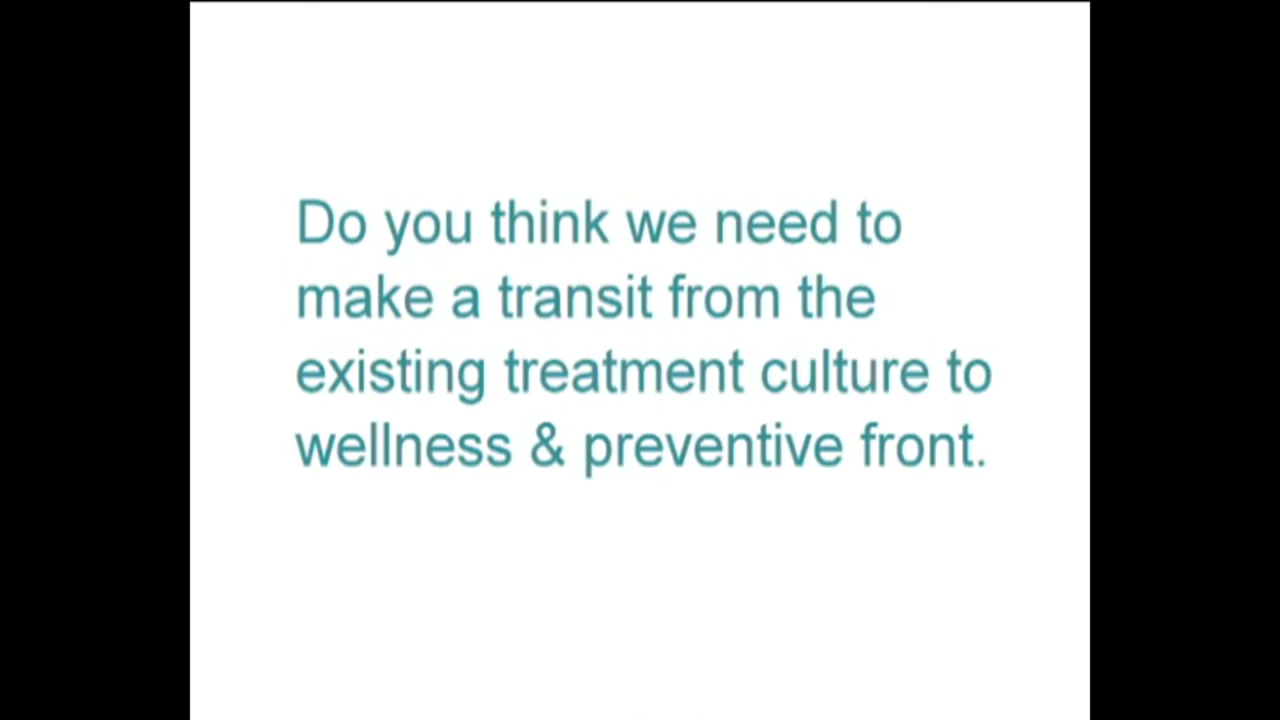 Do you think we need to
make a transit from the
existing treatment culture to
wellness & preventive front.